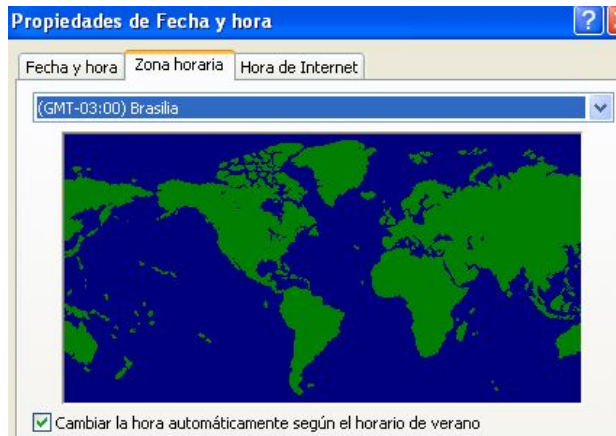 Propiedades de Fecha y hora
Fecha y hora Zona horaria Hora de Internet
(GMT-03:00) Brasilia
Cambiar la hora automáticamente según el horario de verano